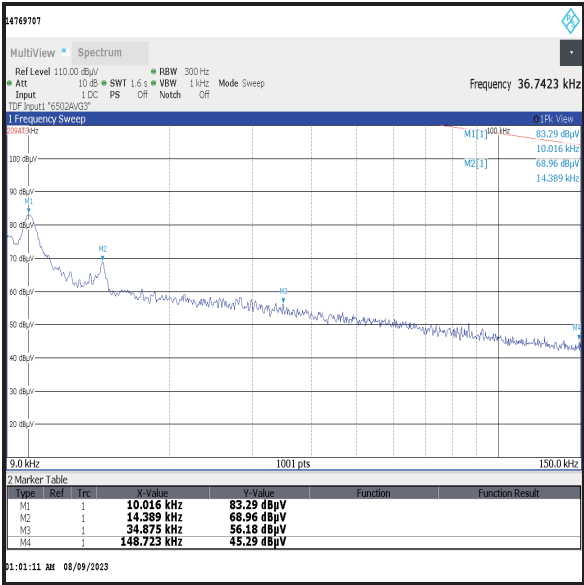 14769707
R S
MultiView Spectrum
Ref Level 110.00 dBµV RBW 300 Hz
Att 10 dB SWT 1.6 s VBW 1 kHz Mode Sweep Frequency 36.7423 kHz
Input 1 DC PS Off Notch Off
TDF Input1 "6502AVG3"
1 Frequency Sweep 1Pk View
100 kHz M1[1] 83.29 dBµV
10.016 kHz
M2[1] 68.96 dBµV
14.389 kHz
100 dBµV
90 dBµV
M1
80 dBµV
M2
70 dBµV
60 dBµV M3
50 dBµV
M4
40 dBµV
30 dBµV
20 dBµV
9.0 kHz 1001 pts 150.0 kHz
2 Marker Table
Type Ref Trc X-Value Y-Value Function Function Result
M1 1 10.016 kHz 83.29 dBµV
M2 1 14.389 kHz 68.96 dBµV
M3 1 34.875 kHz 56.18 dBµV
M4 1 148.723 kHz 45.29 dBµV
01:01:11 AM 08/09/2023